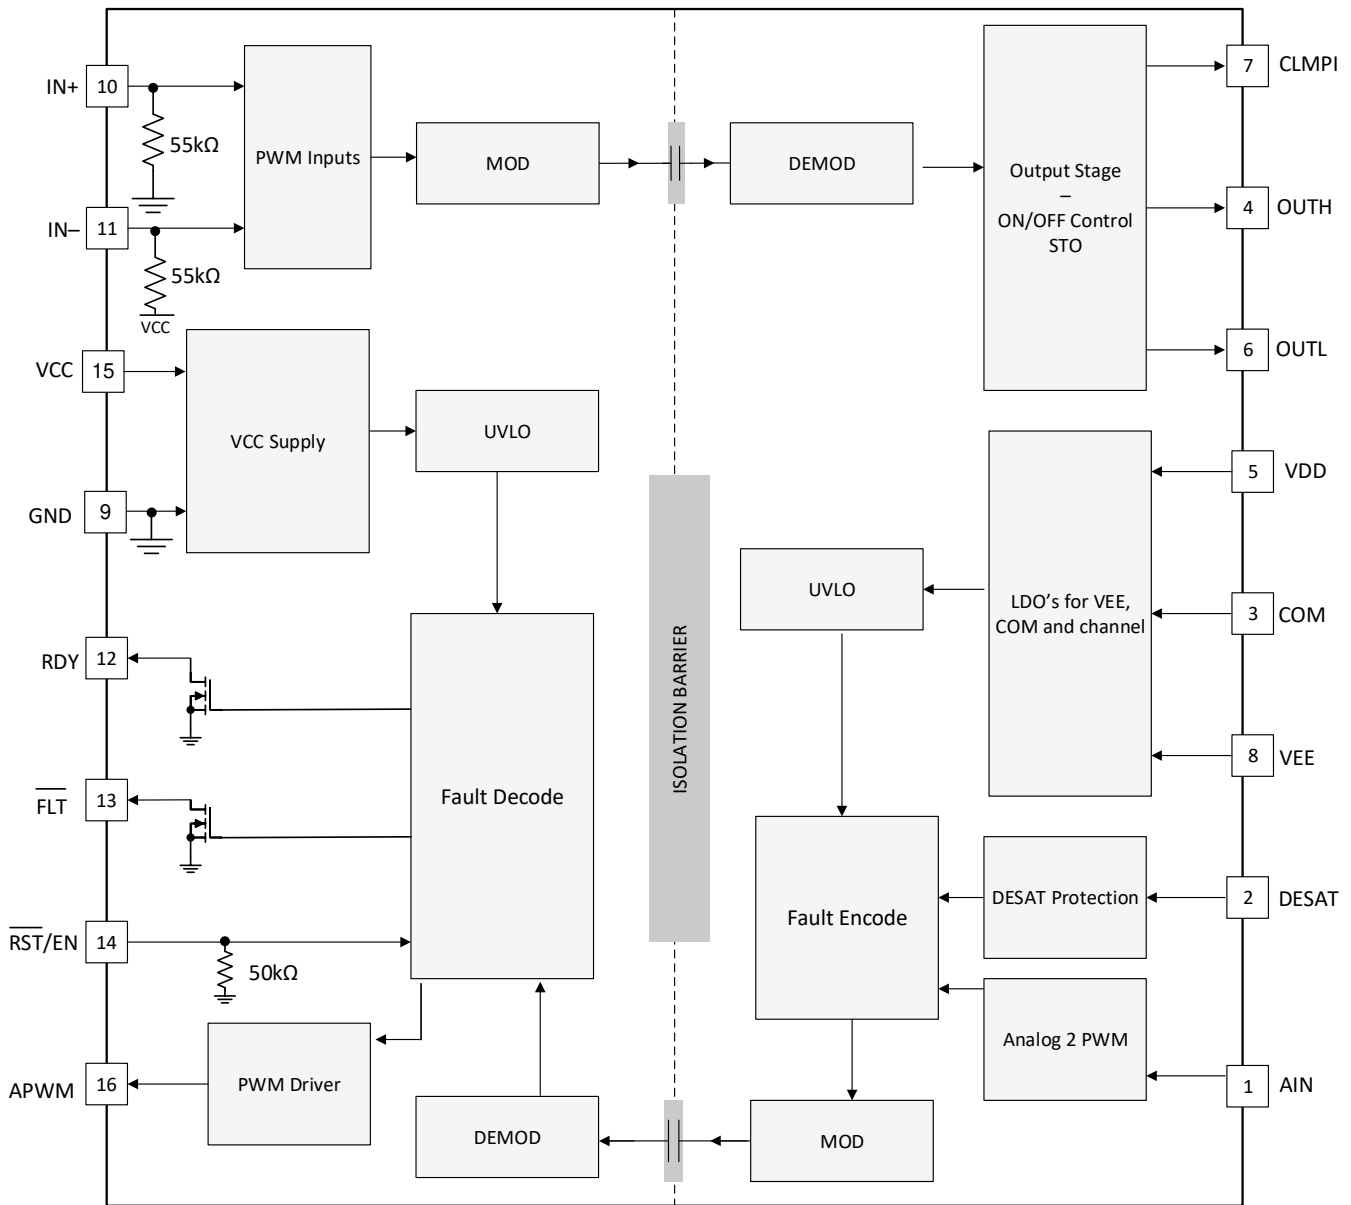 IN+
10
55kΩ
IN–
11
55kΩ
VCC
PWM Inputs
MOD
DEMOD
Output Stage
–
ON/OFF Control
STO
7
CLMPI
4
OUTH
6
OUTL
VCC
15
GND
9
VCC Supply
UVLO
ISOLATION BARRIER
UVLO
LDO’s for VEE,
COM and channel
5
VDD
3
COM
8
VEE
RDY
12
FLT
13
RST/EN
14
50kΩ
Fault Decode
Fault Encode
DESAT Protection
2
DESAT
Analog 2 PWM
1
AIN
APWM
16
PWM Driver
DEMOD
MOD